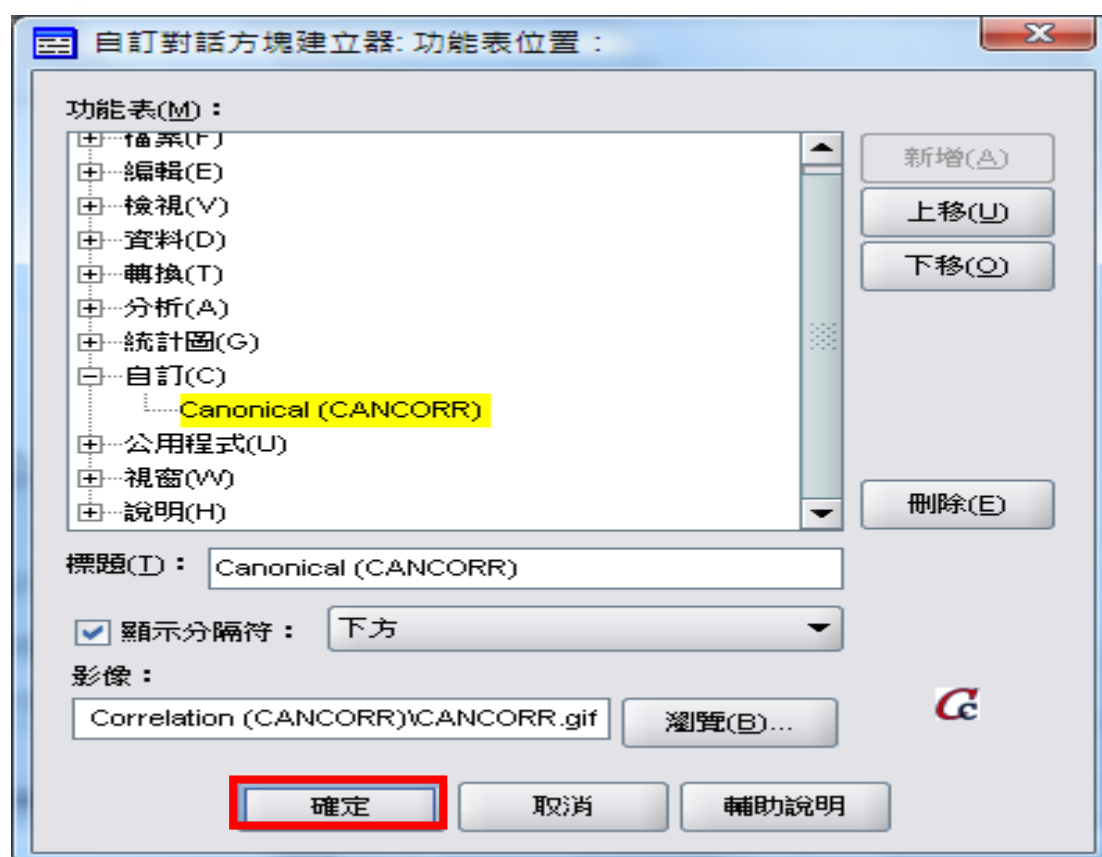 自訂對話方塊建立器: 功能表位置：
功能表(M)：
檔案(F)
編輯(E)
檢視(V)
資料(D)
轉換(T)
分析(A)
統計圖(G)
自訂(C)
Canonical (CANCORR)
公用程式(U)
視窗(W)
說明(H)
新增(A)
上移(U)
下移(O)
刪除(E)
標題(T)： Canonical (CANCORR)
顯示分隔符： 下方
影像：
Correlation (CANCORR)\CANCORR.gif 瀏覽(B)...
Cc
確定 取消 輔助說明